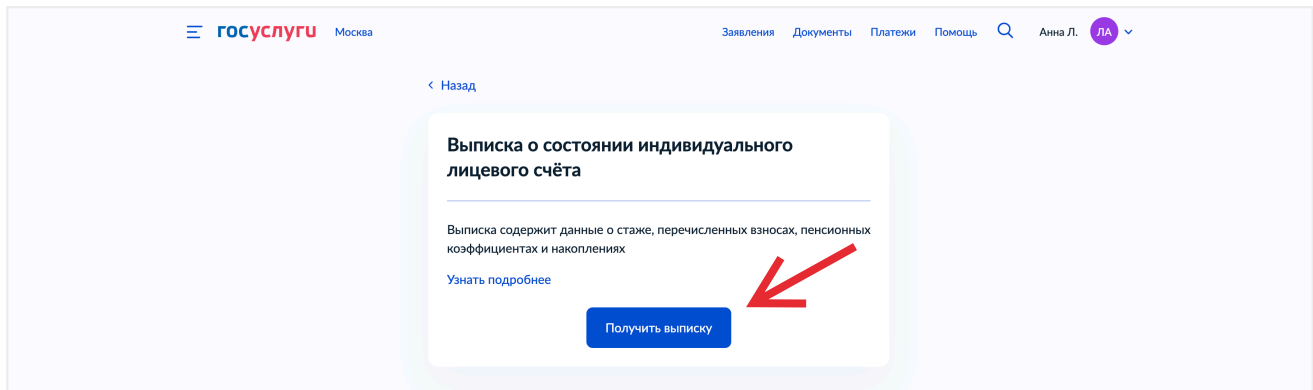 госуслуги Москва Заявления Документы Платежи Помощь Анна Л. ЛА
Назад
Выписка о состоянии индивидуального
лицевого счёта
Выписка содержит данные о стаже, перечисленных взносах, пенсионных
коэффициентах и накоплениях
Узнать подробнее
Получить выписку